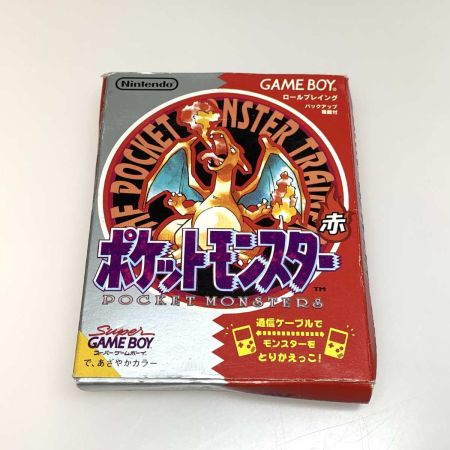 Nintendo
GAME BOY
ロールプレイング
バックアップ
機能付
THE POCKET MONSTER TRAINER
赤
ポケットモンスター
TM
POCKET MONSTERS
Super
GAME BOY
スーパーゲームボーイ
で、あざやかカラー
通信ケーブルで
モンスターを
とりかえっこ!